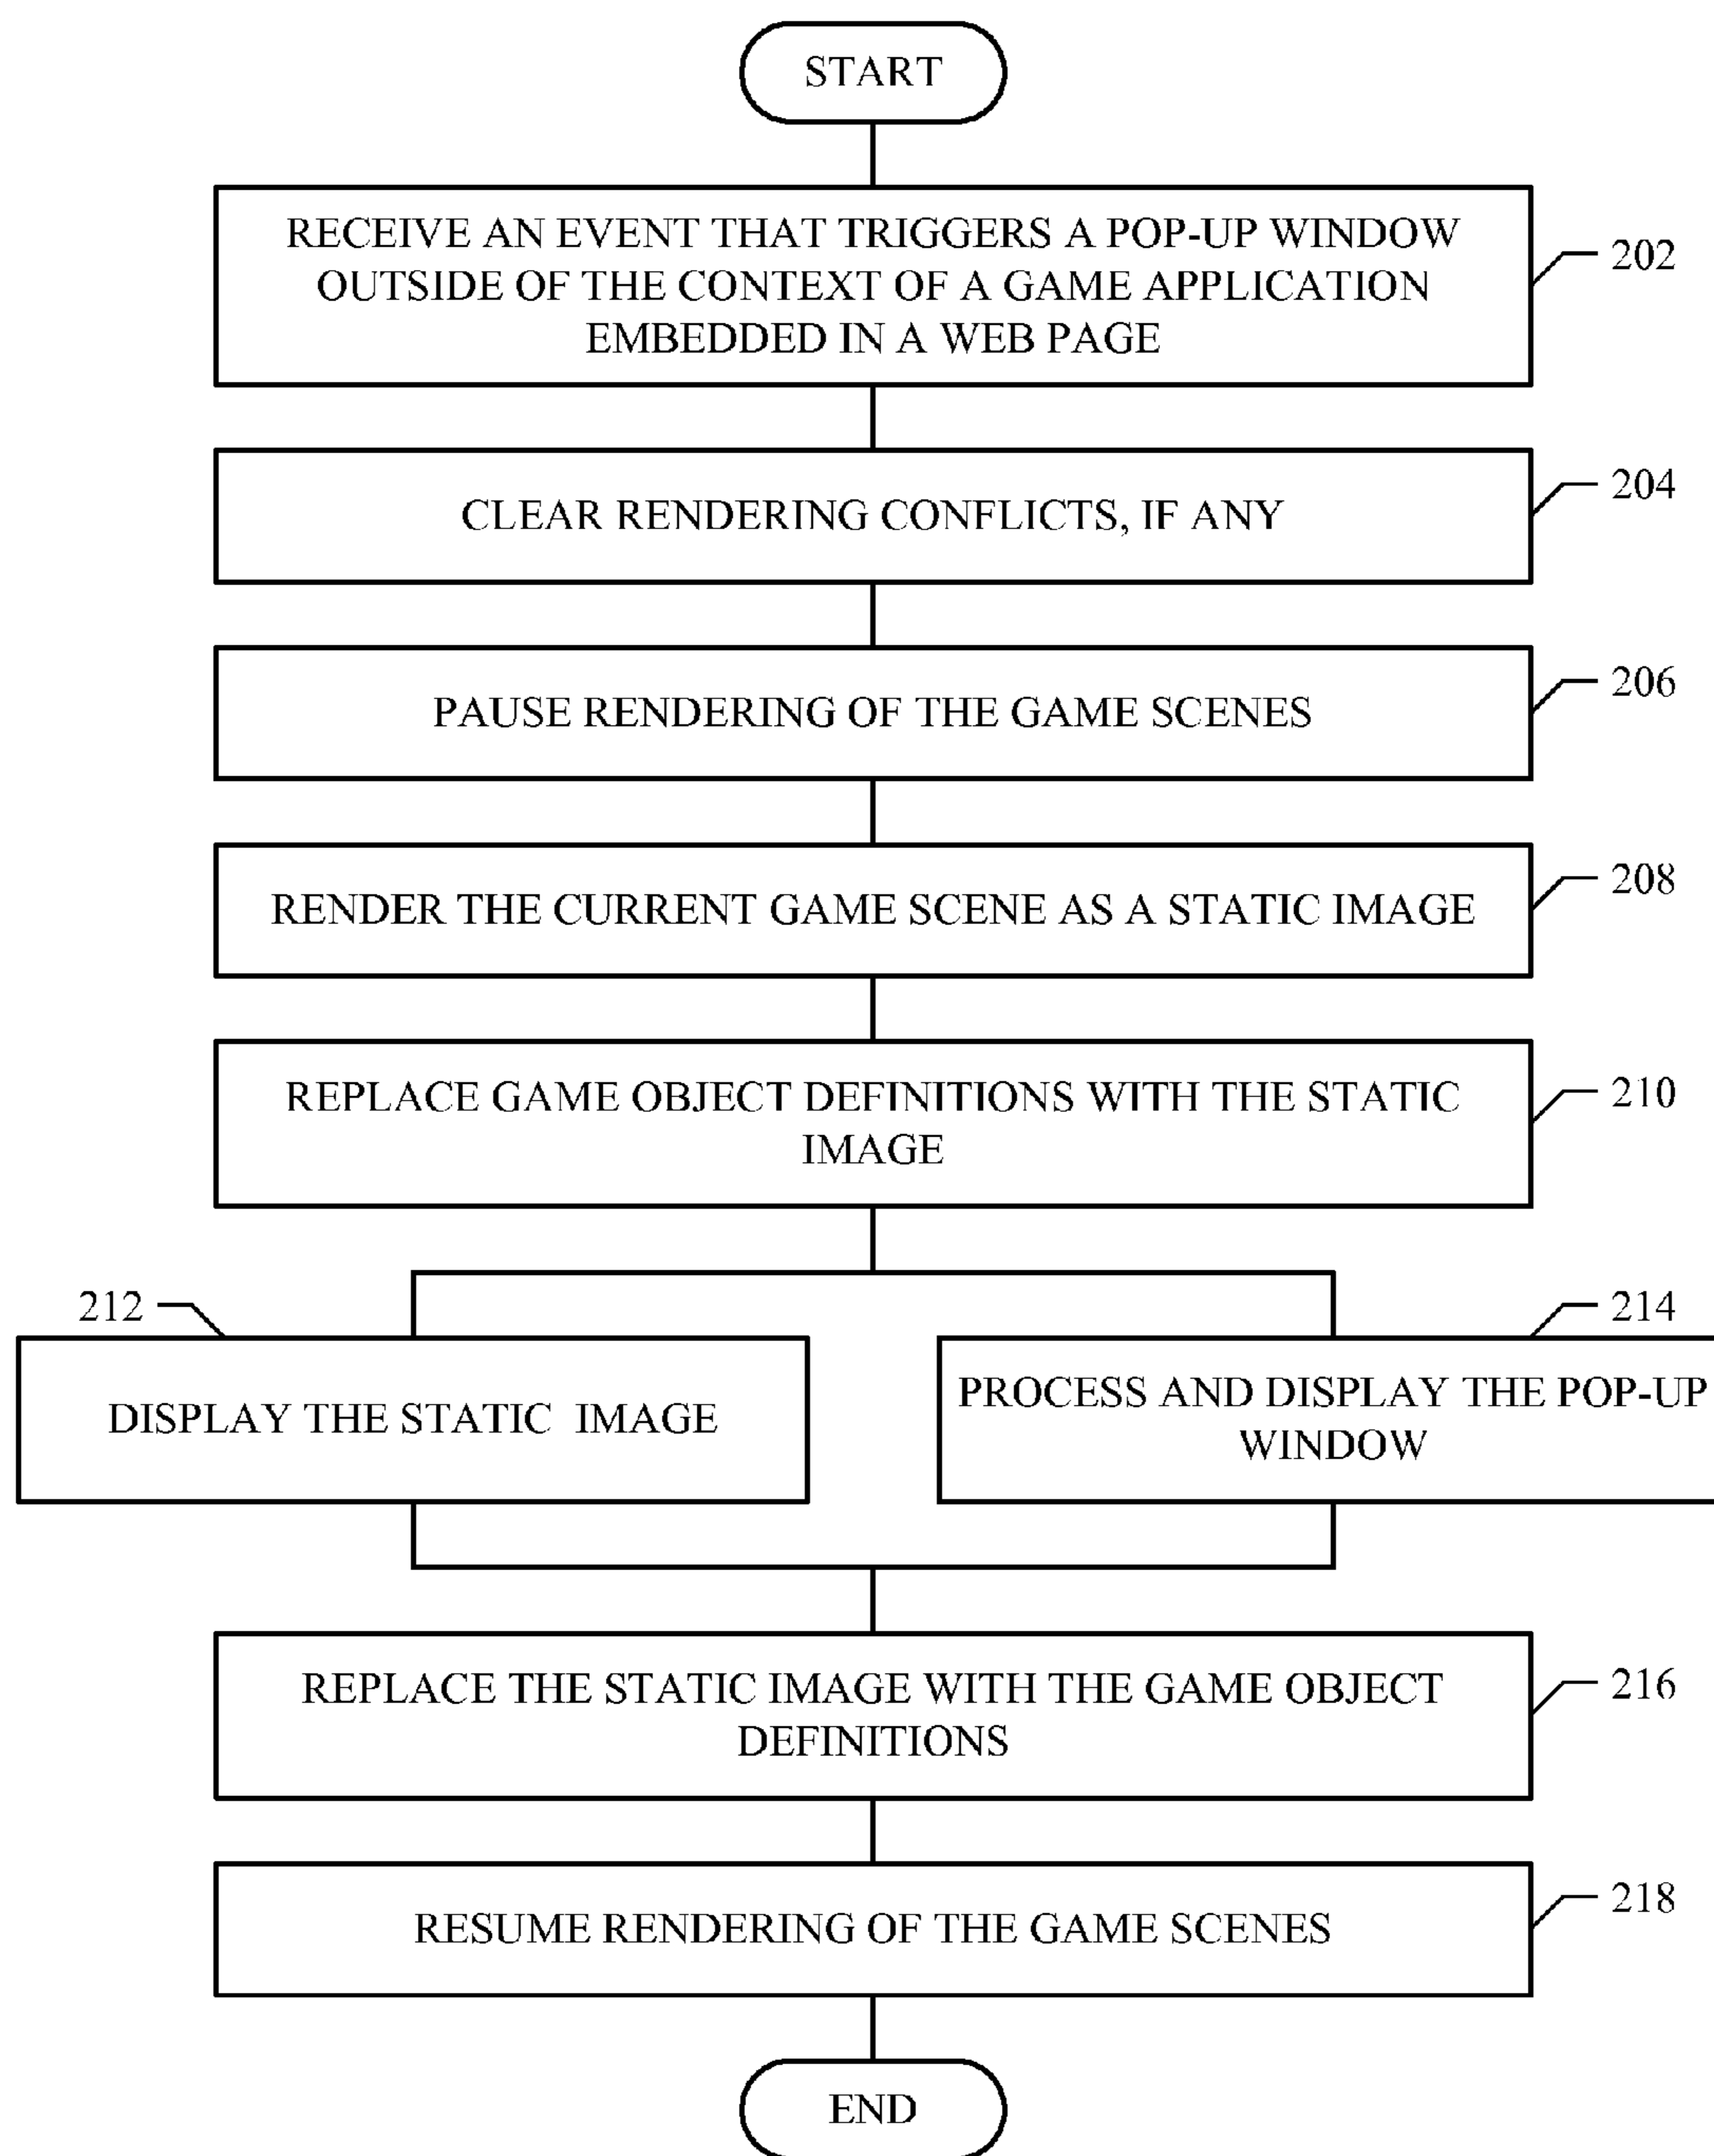 START
RECEIVE AN EVENT THAT TRIGGERS A POP-UP WINDOW
OUTSIDE OF THE CONTEXT OF A GAME APPLICATION
EMBEDDED IN A WEB PAGE
202
CLEAR RENDERING CONFLICTS, IF ANY
204
PAUSE RENDERING OF THE GAME SCENES
206
RENDER THE CURRENT GAME SCENE AS A STATIC IMAGE
208
REPLACE GAME OBJECT DEFINITIONS WITH THE STATIC
IMAGE
210
212
DISPLAY THE STATIC IMAGE
214
PROCESS AND DISPLAY THE POP-UP
WINDOW
REPLACE THE STATIC IMAGE WITH THE GAME OBJECT
DEFINITIONS
216
RESUME RENDERING OF THE GAME SCENES
218
END